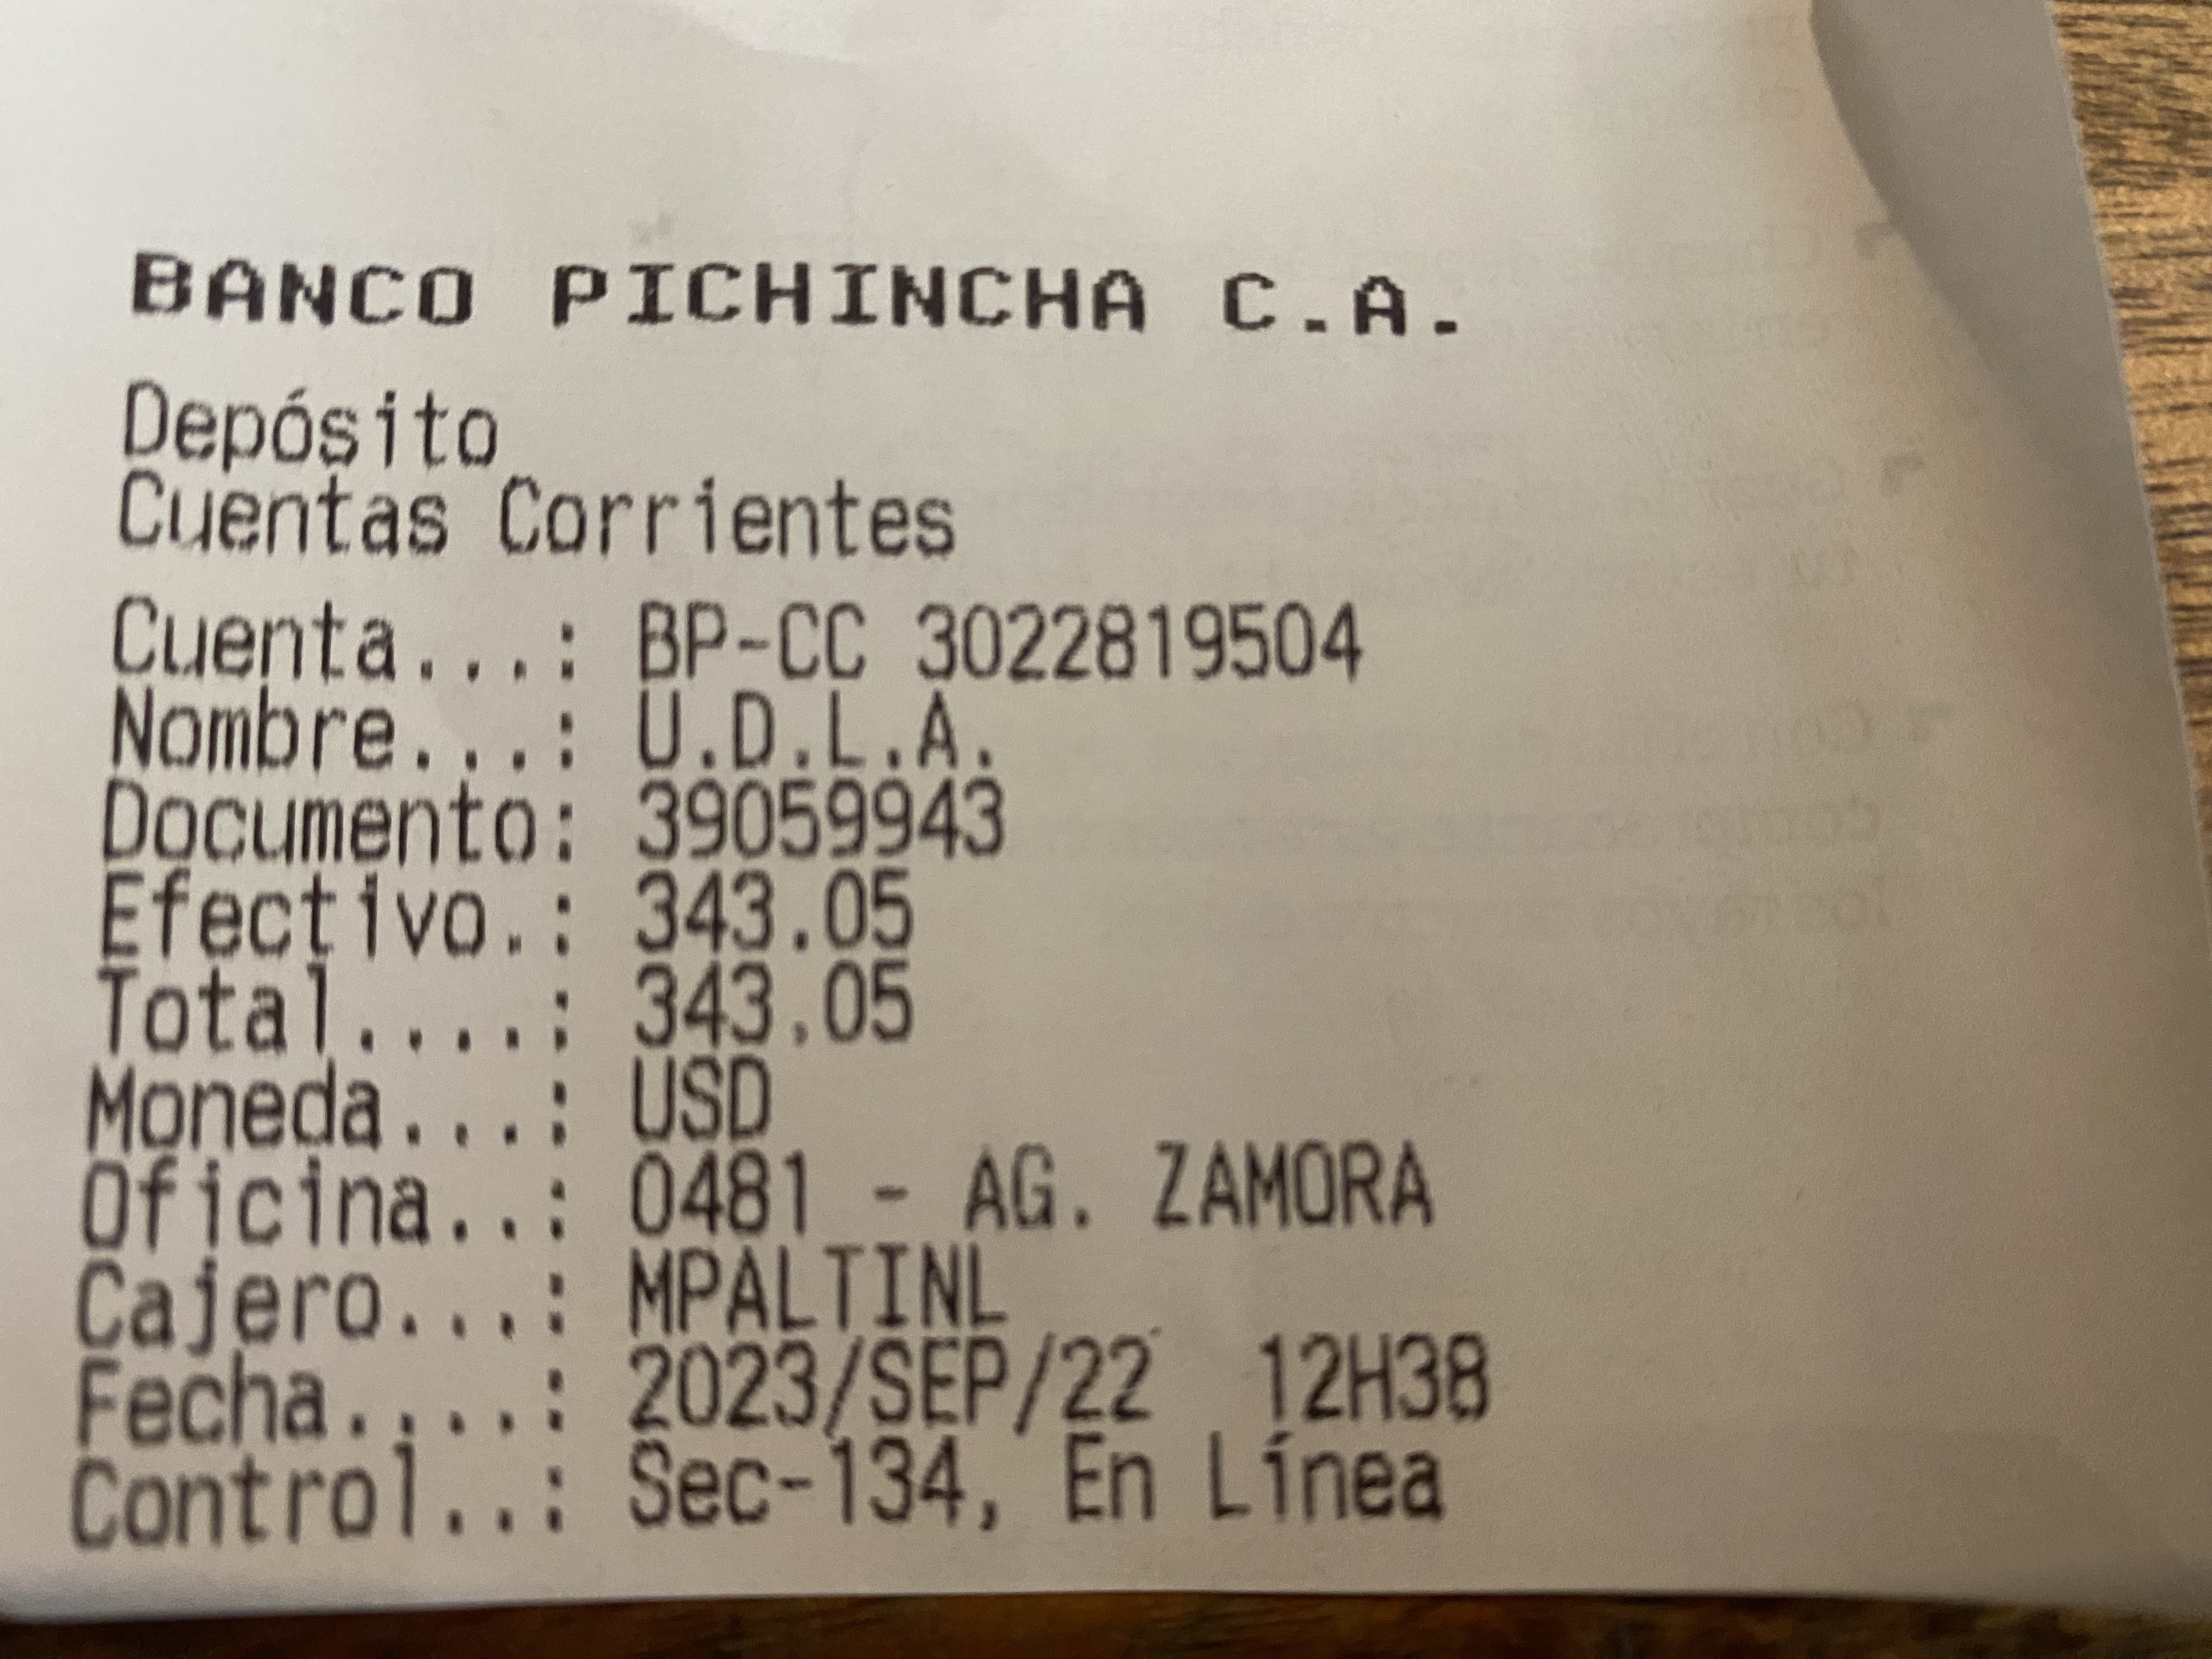 BANCO PICHINCHA C.A.
Depósito
Cuentas Corrientes
Cuenta...: BP-CC 3022819504
Nombre...: U.D.L.A.
Documento: 39059943
Efectivo.: 343.05
Total....: 343.05
Moneda...: USD
Oficina..: 0481 - AG. ZAMORA
Cajero...: MPALTINL
Fecha....: 2023/SEP/22 12H38
Control..: Sec-134, En Línea